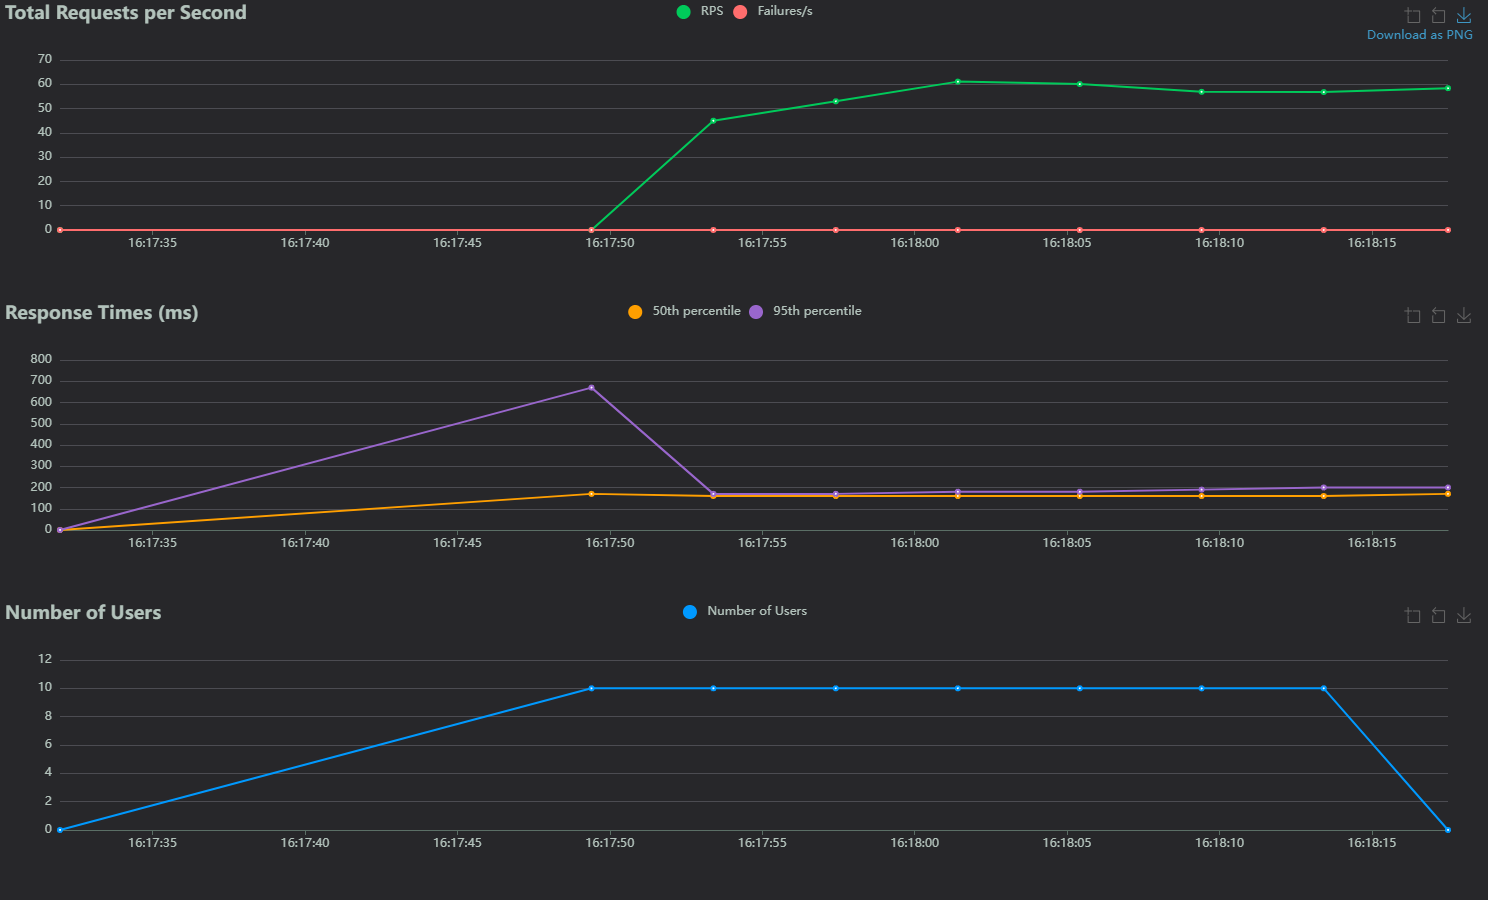 Total Requests per Second
RPS Failures/s
Download as PNG
70
60
50
40
30
20
10
0
16:17:35 16:17:40 16:17:45 16:17:50 16:17:55 16:18:00 16:18:05 16:18:10 16:18:15
Response Times (ms)
50th percentile 95th percentile
800
700
600
500
400
300
200
100
0
16:17:35 16:17:40 16:17:45 16:17:50 16:17:55 16:18:00 16:18:05 16:18:10 16:18:15
Number of Users
Number of Users
12
10
8
6
4
2
0
16:17:35 16:17:40 16:17:45 16:17:50 16:17:55 16:18:00 16:18:05 16:18:10 16:18:15